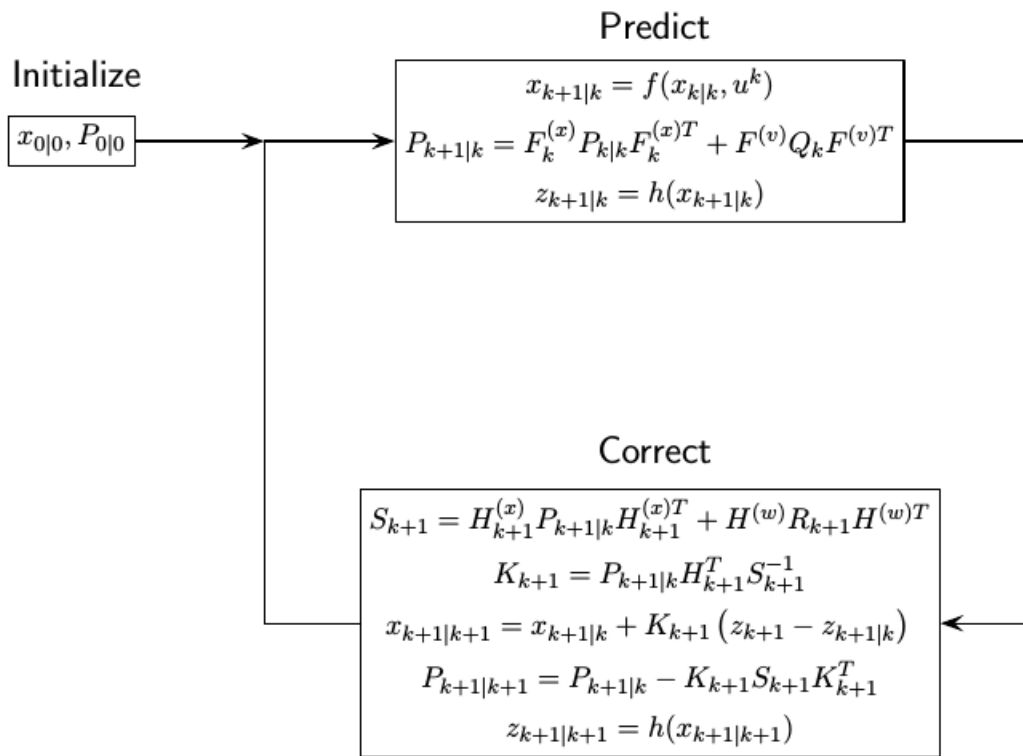 Initialize
x_{0|0}, P_{0|0}
Predict
x_{k+1|k} = f(x_{k|k}, u^k)
P_{k+1|k} = F_k^{(x)} P_{k|k} F_k^{(x)T} + F^{(v)} Q_k F^{(v)T}
z_{k+1|k} = h(x_{k+1|k})
Correct
S_{k+1} = H_{k+1}^{(x)} P_{k+1|k} H_{k+1}^{(x)T} + H^{(w)} R_{k+1} H^{(w)T}
K_{k+1} = P_{k+1|k} H_{k+1}^T S_{k+1}^{-1}
x_{k+1|k+1} = x_{k+1|k} + K_{k+1} (z_{k+1} − z_{k+1|k})
P_{k+1|k+1} = P_{k+1|k} − K_{k+1} S_{k+1} K_{k+1}^T
z_{k+1|k+1} = h(x_{k+1|k+1})